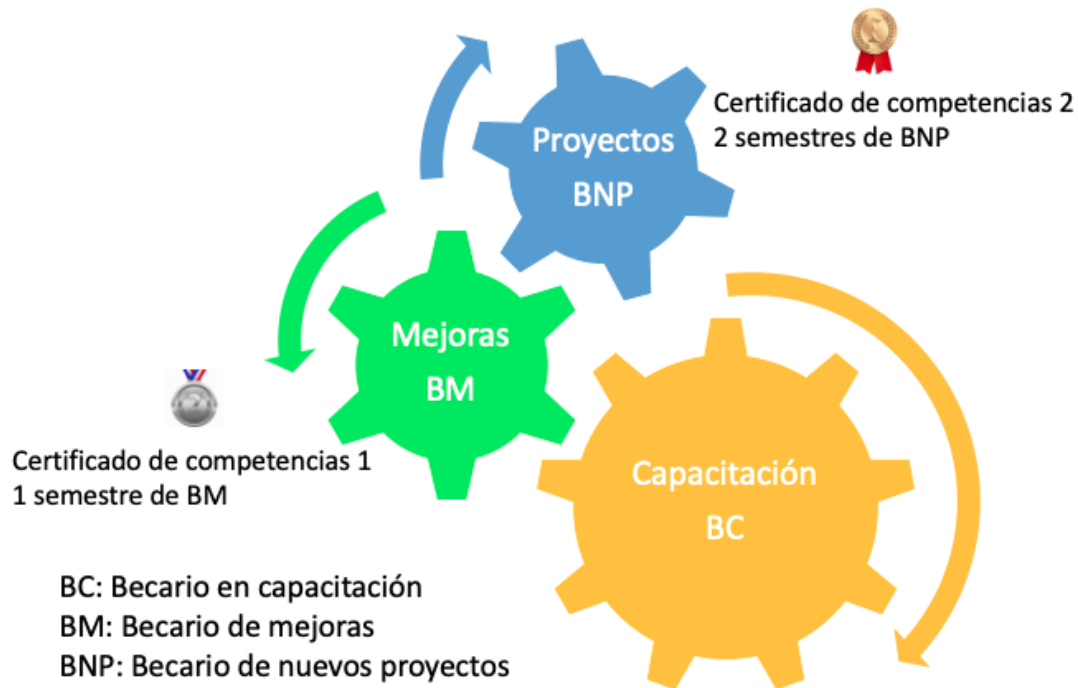 Proyectos
BNP
Certificado de competencias 2
2 semestres de BNP
Mejoras
BM
Certificado de competencias 1
1 semestre de BM
Capacitación
BC
BC: Becario en capacitación
BM: Becario de mejoras
BNP: Becario de nuevos proyectos